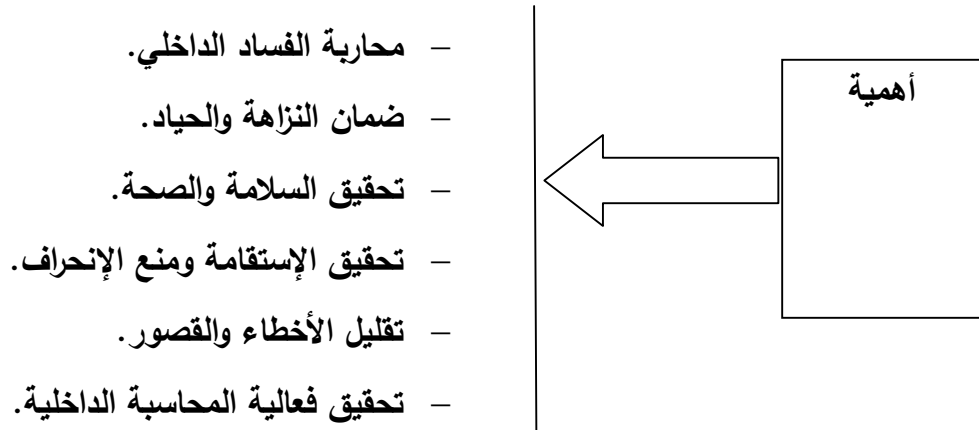 أهمية
– محاربة الفساد الداخلي.
– ضمان النزاهة والحياد.
– تحقيق السلامة والصحة.
– تحقيق الإستقامة ومنع الإنحراف.
– تقليل الأخطاء والقصور.
– تحقيق فعالية المحاسبة الداخلية.